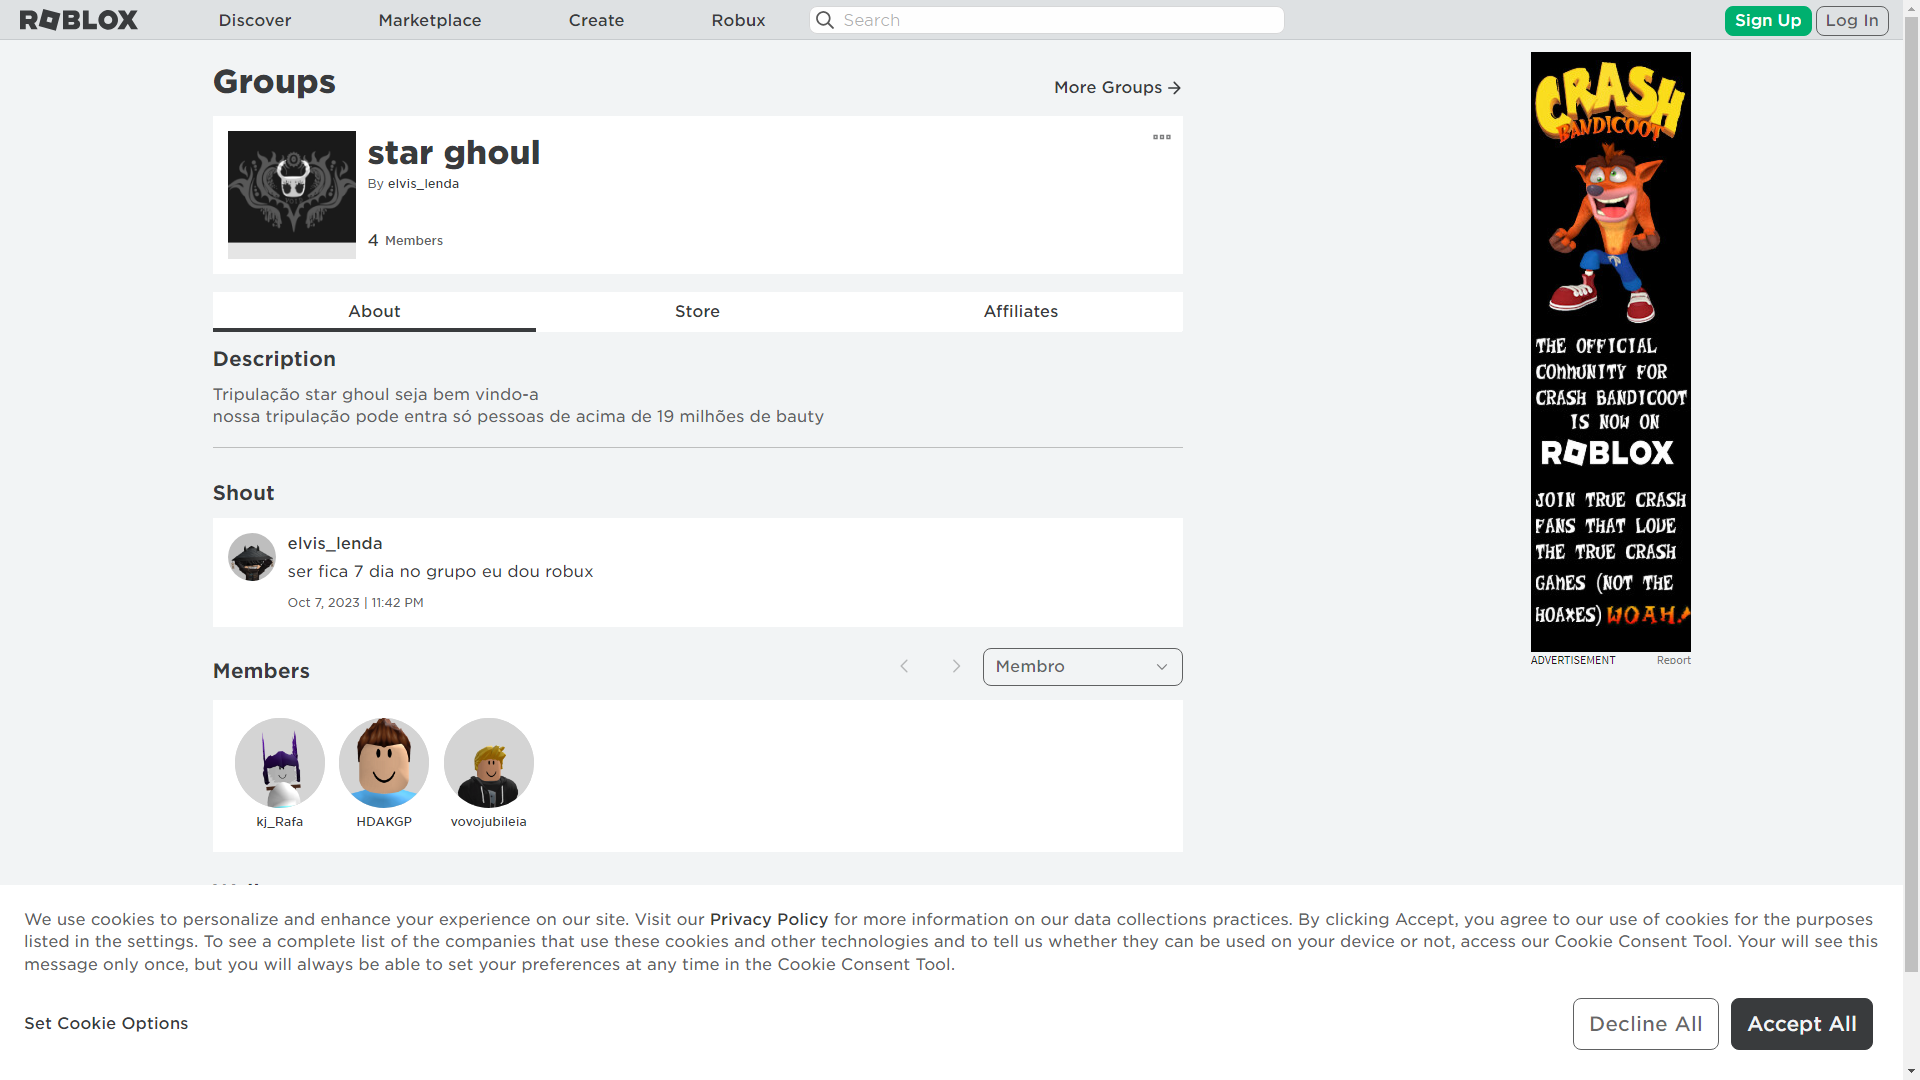 ROBLOX
Discover
Marketplace
Create
Robux
Search
Sign Up
Log In
Groups
More Groups
star ghoul
By elvis_lenda
4 Members
About
Store
Affiliates
Description
Tripulação star ghoul seja bem vindo-a
nossa tripulação pode entra só pessoas de acima de 19 milhões de bauty
Shout
elvis_lenda
ser fica 7 dia no grupo eu dou robux
Oct 7, 2023 | 11:42 PM
Members
Membro
kj_Rafa
HDAKGP
vovojubileia
CRASH
BANDICOOT
THE OFFICIAL
COMMUNITY FOR
CRASH BANDICOOT
IS NOW ON
ROBLOX
JOIN TRUE CRASH
FANS THAT LOVE
THE TRUE CRASH
GAMES (NOT THE
HOAXES) WOAH!
ADVERTISEMENT
Report
We use cookies to personalize and enhance your experience on our site. Visit our Privacy Policy for more information on our data collections practices. By clicking Accept, you agree to our use of cookies for the purposes
listed in the settings. To see a complete list of the companies that use these cookies and other technologies and to tell us whether they can be used on your device or not, access our Cookie Consent Tool. Your will see this
message only once, but you will always be able to set your preferences at any time in the Cookie Consent Tool.
Set Cookie Options
Decline All
Accept All